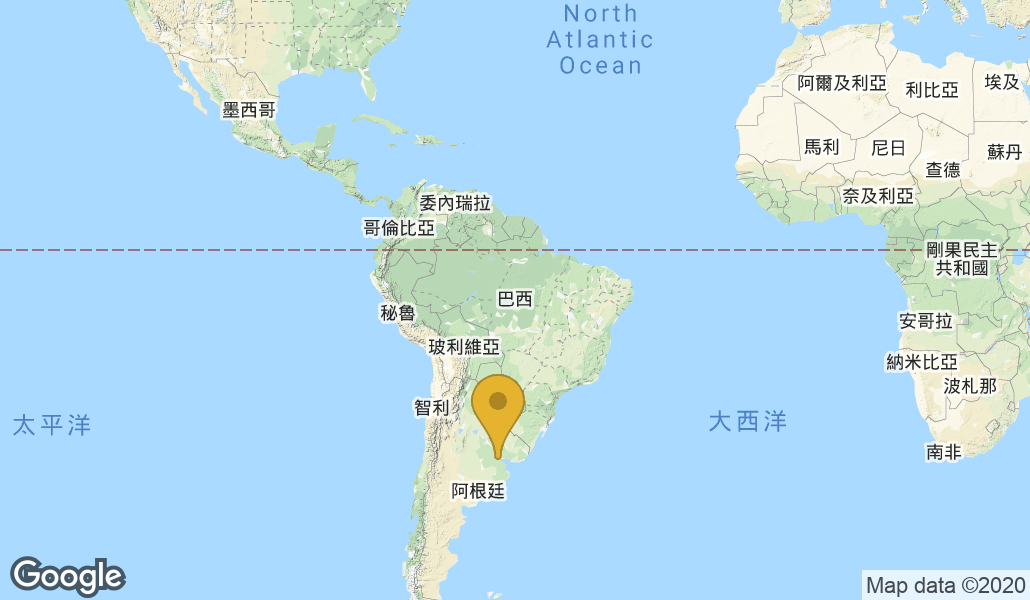 North
Atlantic
Ocean
墨西哥
阿爾及利亞
利比亞
埃及
馬利
尼日
蘇丹
查德
奈及利亞
委內瑞拉
哥倫比亞
剛果民主
共和國
巴西
秘魯
安哥拉
玻利維亞
納米比亞
波札那
智利
太平洋
大西洋
南非
阿根廷
Google
Map data ©2020